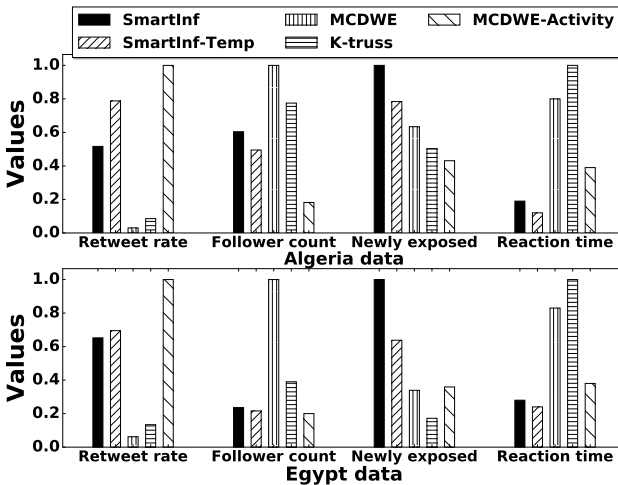 SmartInf MCDWE MCDWE-Activity
SmartInf-Temp K-truss
Values
1.0
0.8
0.6
0.4
0.2
0.0
Retweet rate Follower count Newly exposed Reaction time
Algeria data
Values
1.0
0.8
0.6
0.4
0.2
0.0
Retweet rate Follower count Newly exposed Reaction time
Egypt data